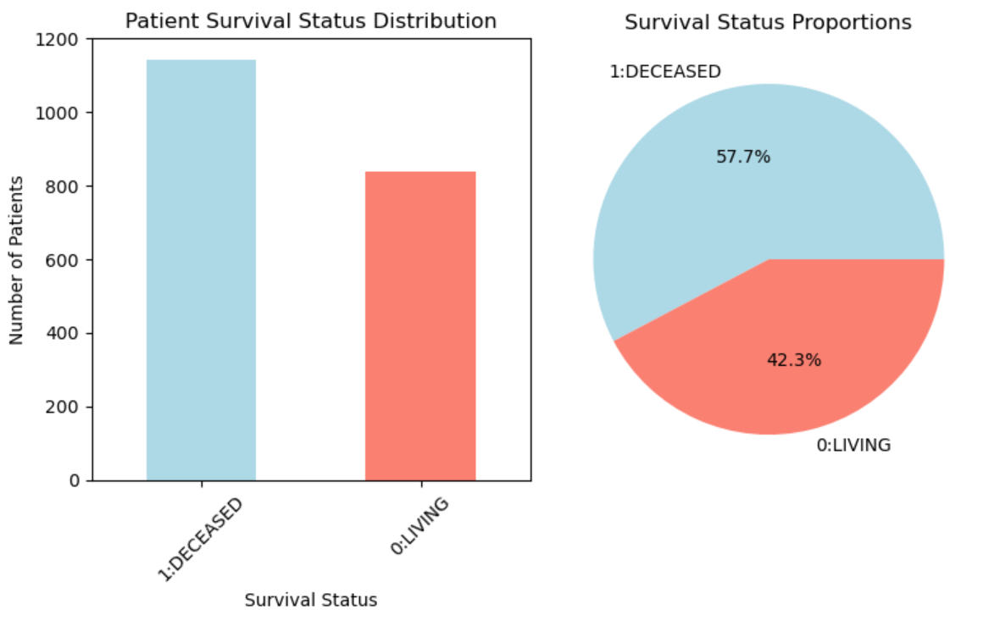 Patient Survival Status Distribution
1200
1000
800
600
400
200
0
Number of Patients
1:DECEASED
0:LIVING
Survival Status
Survival Status Proportions
1:DECEASED
57.7%
42.3%
0:LIVING